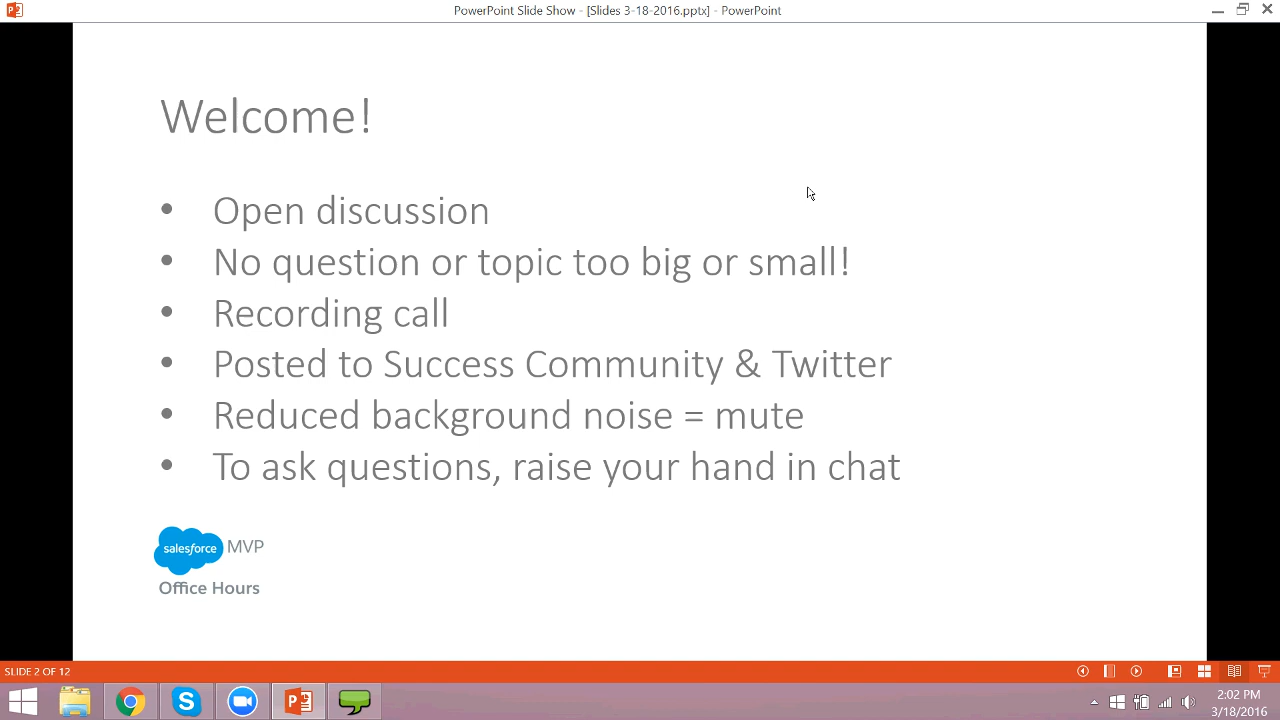 PowerPoint Slide Show - [Slides 3-18-2016.pptx] - PowerPoint
Welcome!
• Open discussion
• No question or topic too big or small!
• Recording call
• Posted to Success Community & Twitter
• Reduced background noise = mute
• To ask questions, raise your hand in chat
salesforce MVP
Office Hours
SLIDE 2 OF 12
2:02 PM
3/18/2016